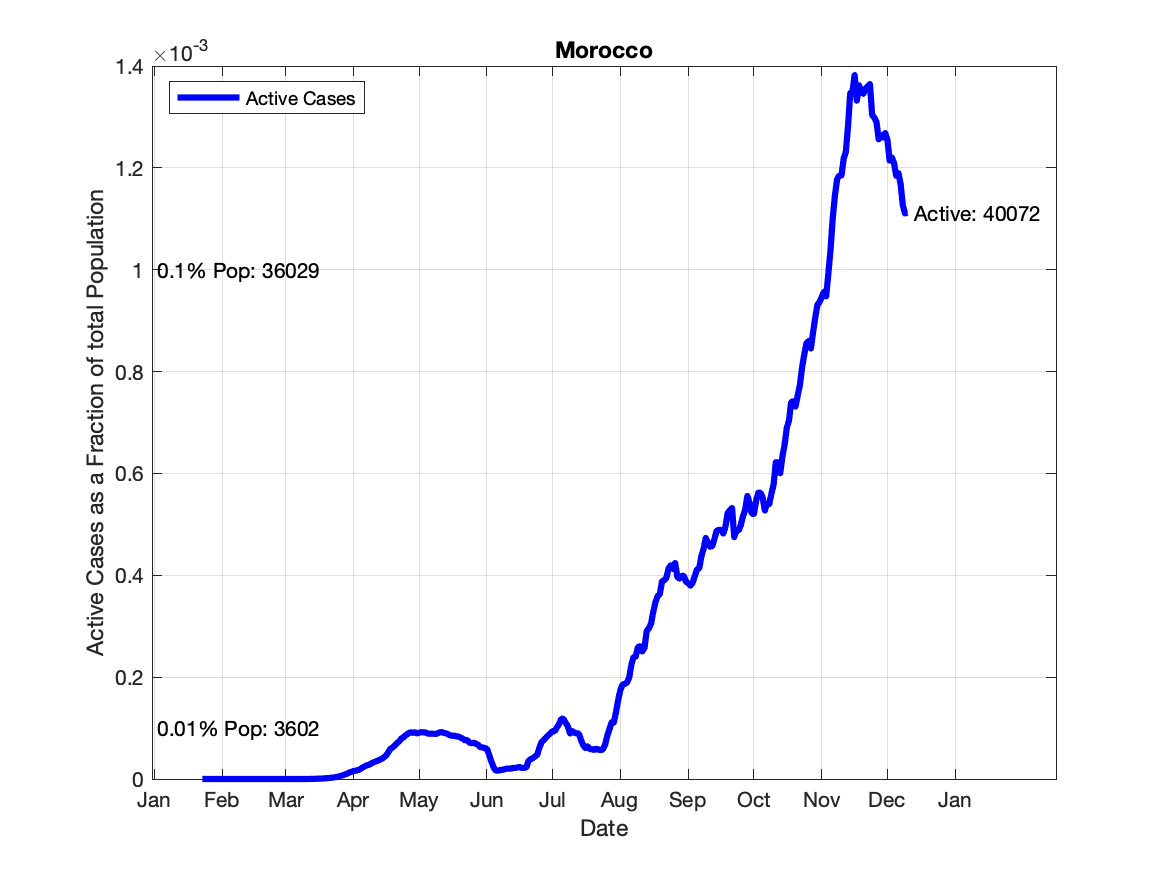 Morocco
×10-3
1.4
1.2
1
0.8
0.6
0.4
0.2
0
Active Cases as a Fraction of total Population
Active Cases
Active: 40072
0.1% Pop: 36029
0.01% Pop: 3602
Jan Feb Mar Apr May Jun Jul Aug Sep Oct Nov Dec Jan
Date